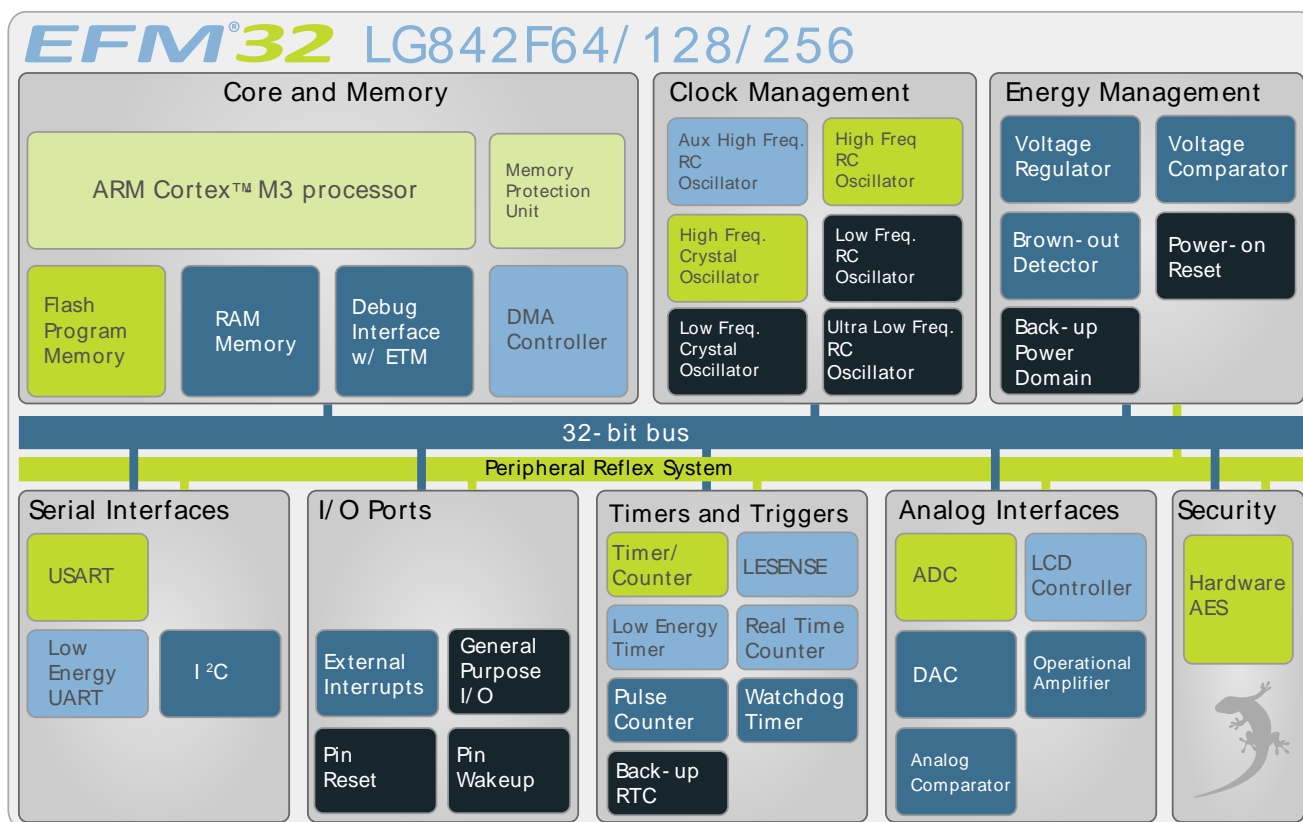 EFM®32 LG842F64/128/256
Core and Memory
ARM Cortex™ M3 processor
Memory
Protection
Unit
Flash
Program
Memory
RAM
Memory
Debug
Interface
w/ ETM
DMA
Controller
Clock Management
Aux High Freq.
RC
Oscillator
High Freq
RC
Oscillator
High Freq.
Crystal
Oscillator
Low Freq.
RC
Oscillator
Low Freq.
Crystal
Oscillator
Ultra Low Freq.
RC
Oscillator
Energy Management
Voltage
Regulator
Voltage
Comparator
Brown-out
Detector
Power-on
Reset
Back-up
Power
Domain
32-bit bus
Peripheral Reflex System
Serial Interfaces
USART
Low
Energy
UART
I²C
I/O Ports
External
Interrupts
General
Purpose
I/O
Pin
Reset
Pin
Wakeup
Timers and Triggers
Timer/
Counter
LESENSE
Low Energy
Timer
Real Time
Counter
Pulse
Counter
Watchdog
Timer
Back-up
RTC
Analog Interfaces
ADC
LCD
Controller
DAC
Operational
Amplifier
Analog
Comparator
Security
Hardware
AES